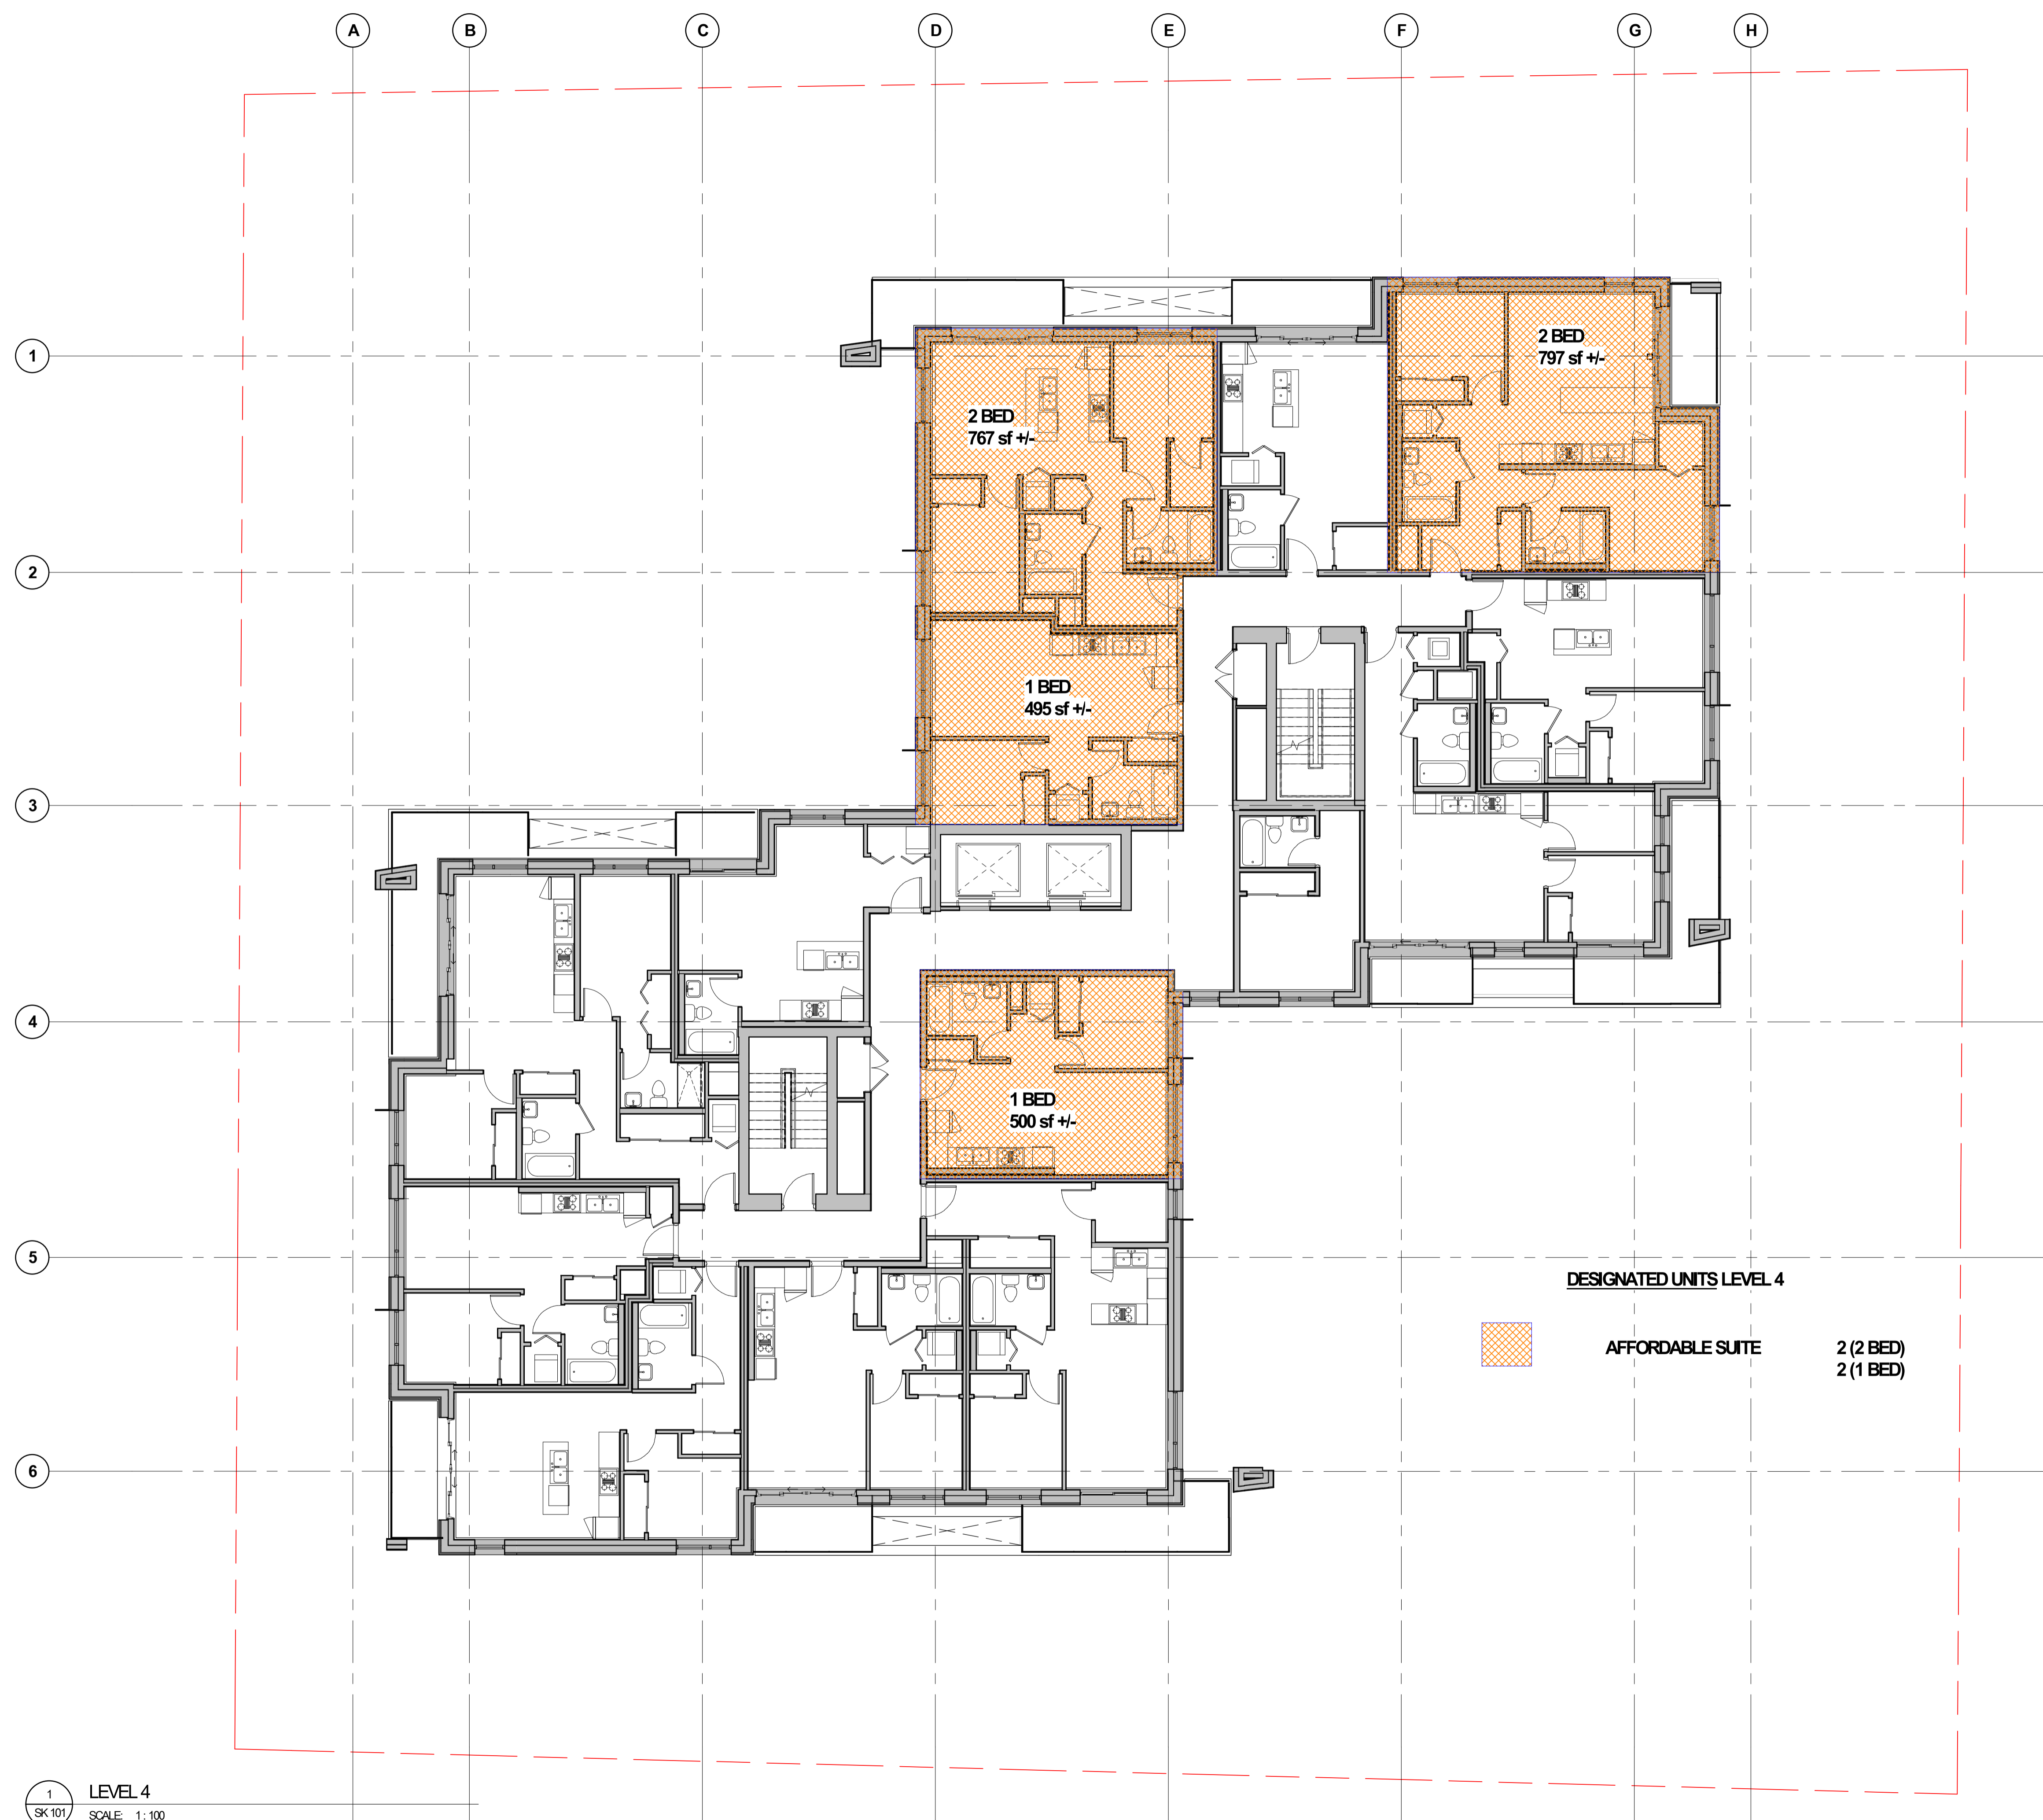 A B C D E F G H
1
2 BED
797 sf +/-
2 BED
767 sf +/-
2
1 BED
495 sf +/-
3
4
1 BED
500 sf +/-
5
DESIGNATED UNITS LEVEL 4
AFFORDABLE SUITE 2 (2 BED)
2 (1 BED)
6
1 LEVEL 4
SK 101 SCALE: 1 : 100